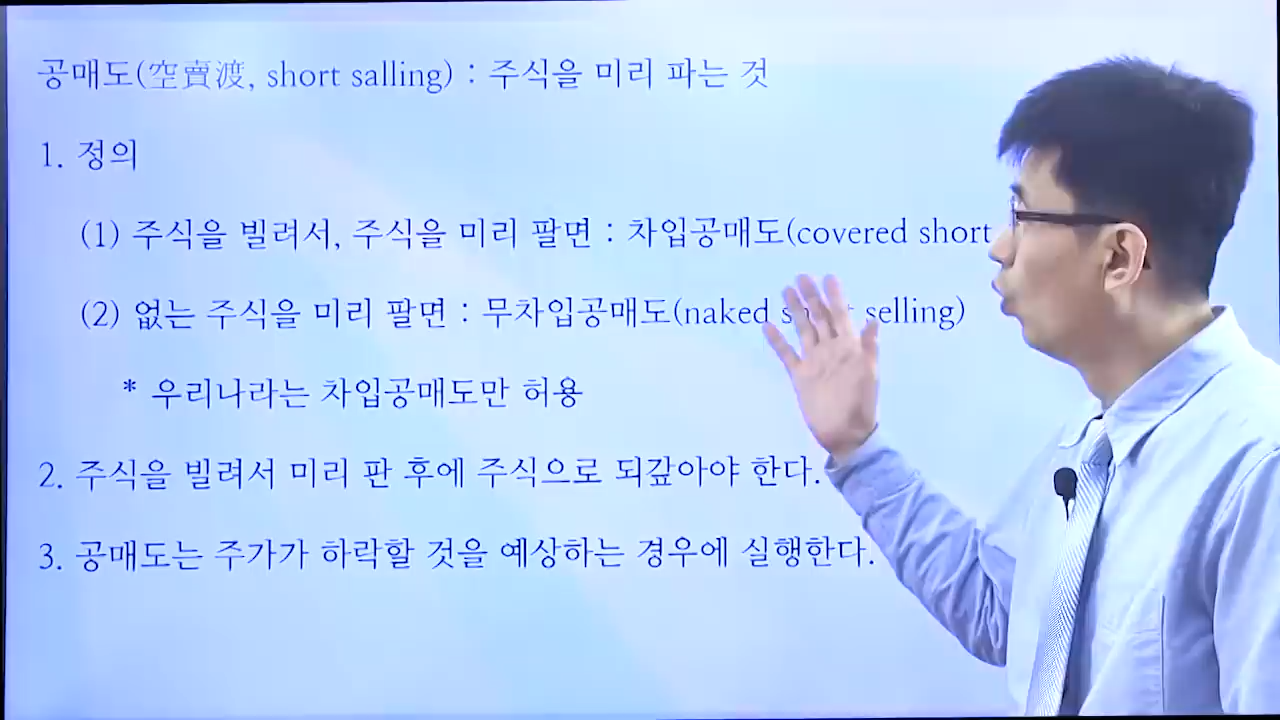 공매도(空賣渡, short salling) : 주식을 미리 파는 것
1. 정의
(1) 주식을 빌려서, 주식을 미리 팔면 : 차입공매도(covered short
(2) 없는 주식을 미리 팔면 : 무차입공매도(naked selling)
* 우리나라는 차입공매도만 허용
2. 주식을 빌려서 미리 판 후에 주식으로 되갚아야 한다.
3. 공매도는 주가가 하락할 것을 예상하는 경우에 실행한다.